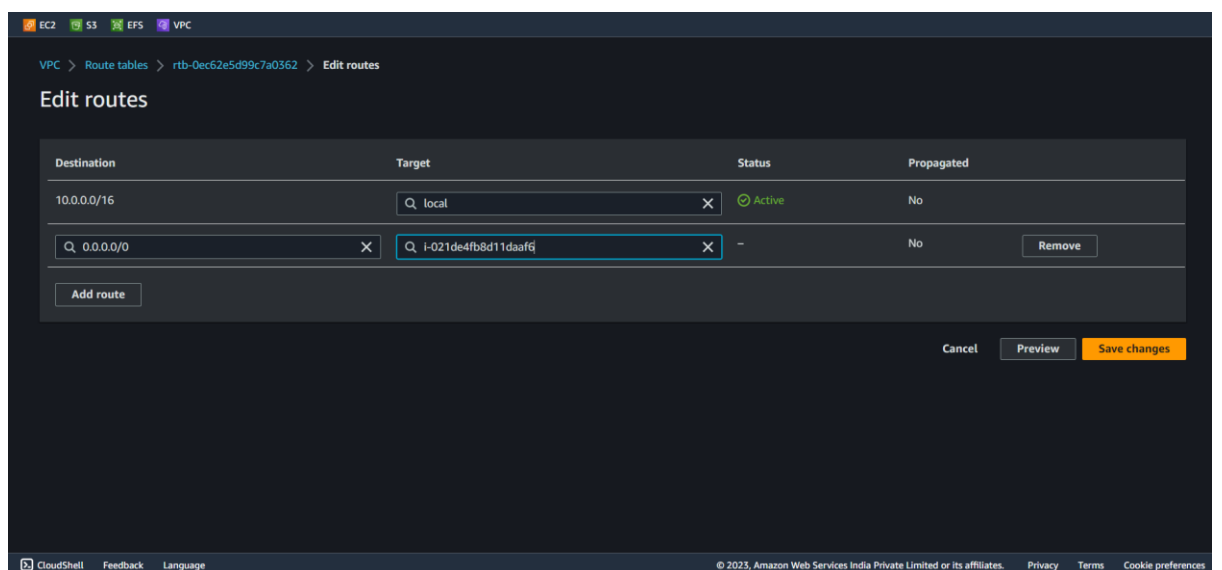 EC2 S3 EFS VPC
VPC > Route tables > rtb-0ec62e5d99c7a0362 > Edit routes
Edit routes
Destination Target Status Propagated
10.0.0.0/16 local Active No
0.0.0.0/0 i-021de4fb8d11daaf6 – No Remove
Add route
Cancel Preview Save changes
CloudShell Feedback Language © 2023, Amazon Web Services India Private Limited or its affiliates. Privacy Terms Cookie preferences